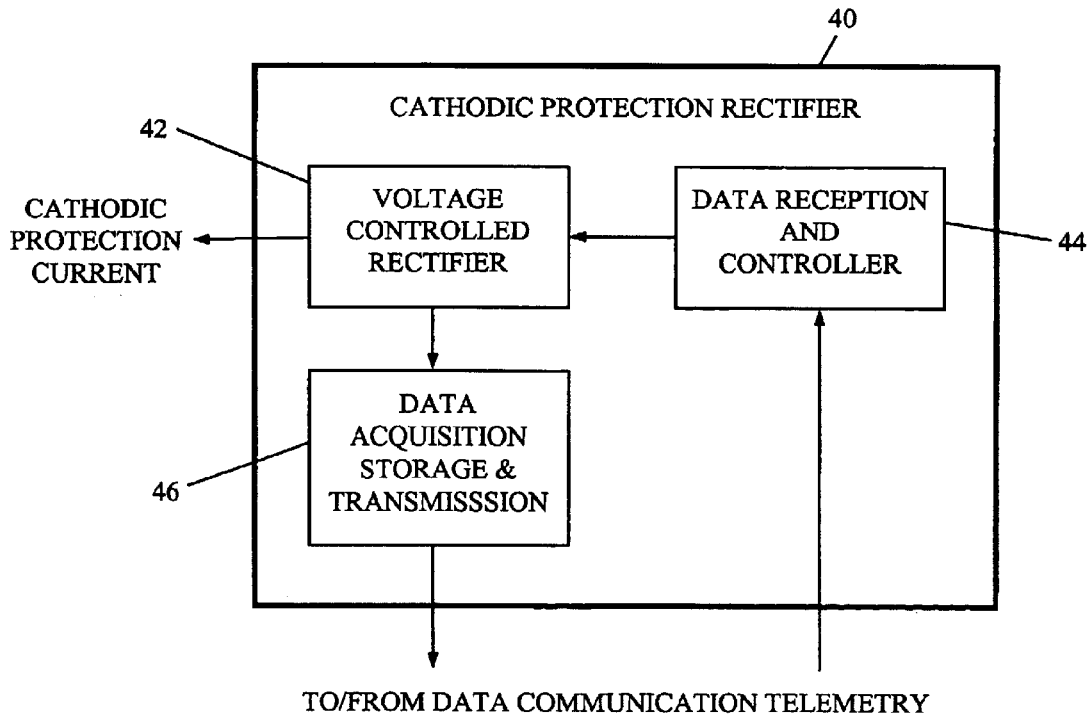 40
CATHODIC PROTECTION RECTIFIER
42
VOLTAGE
CONTROLLED
RECTIFIER
DATA RECEPTION
AND
CONTROLLER
44
CATHODIC
PROTECTION
CURRENT
DATA
ACQUISITION
STORAGE &
TRANSMISSSION
46
TO/FROM DATA COMMUNICATION TELEMETRY